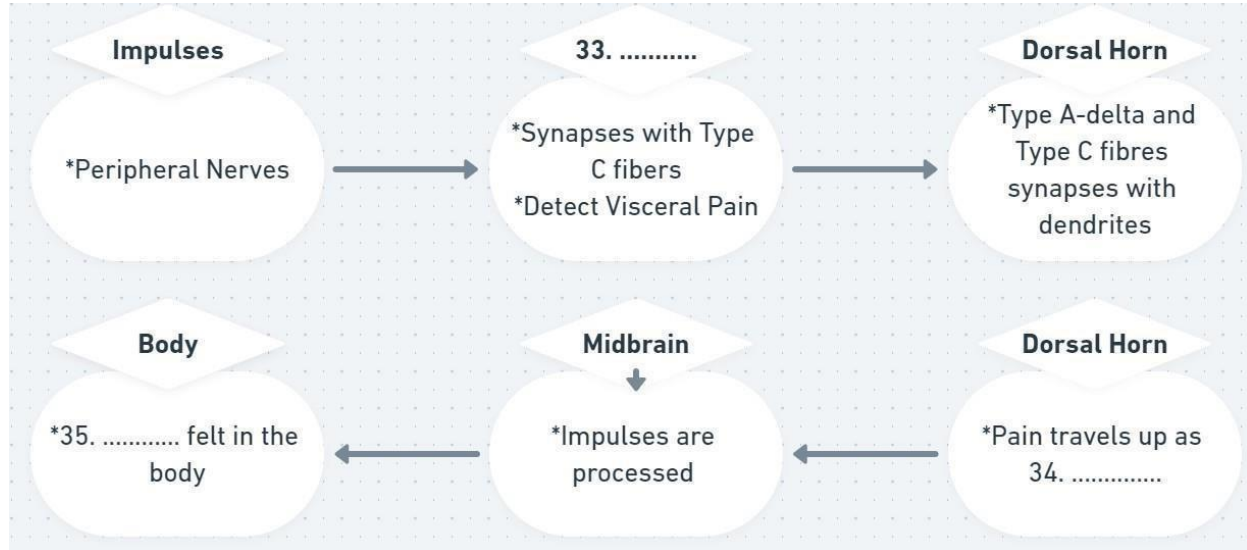 Impulses
*Peripheral Nerves
33. ...........
*Synapses with Type
C fibers
*Detect Visceral Pain
Dorsal Horn
*Type A-delta and
Type C fibres
synapses with
dendrites
Body
*35. ............ felt in the
body
Midbrain
*Impulses are
processed
Dorsal Horn
*Pain travels up as
34. ..............